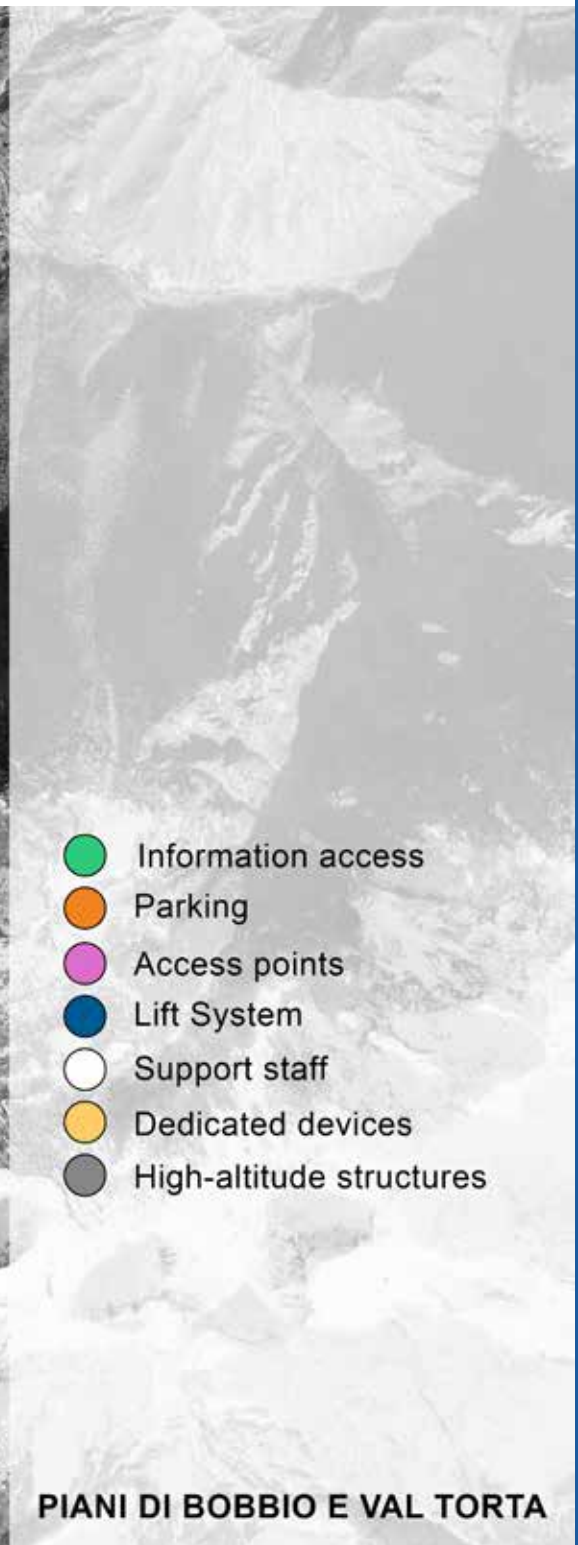 Information access
Parking
Access points
Lift System
Support staff
Dedicated devices
High-altitude structures
PIANI DI BOBBIO E VAL TORTA